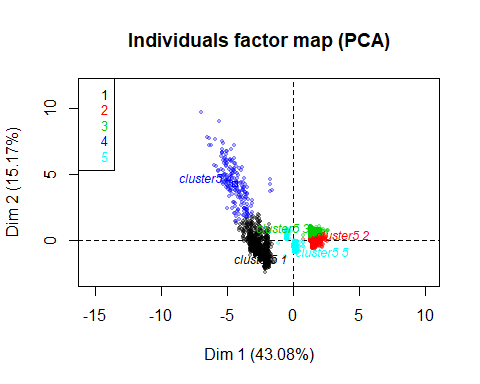 Individuals factor map (PCA)
1
2
3
4
5
10
5
0
Dim 2 (15.17%)
cluster5
cluster5 3
cluster5 2
cluster5 5
cluster5 1
-15
-10
-5
0
5
10
Dim 1 (43.08%)